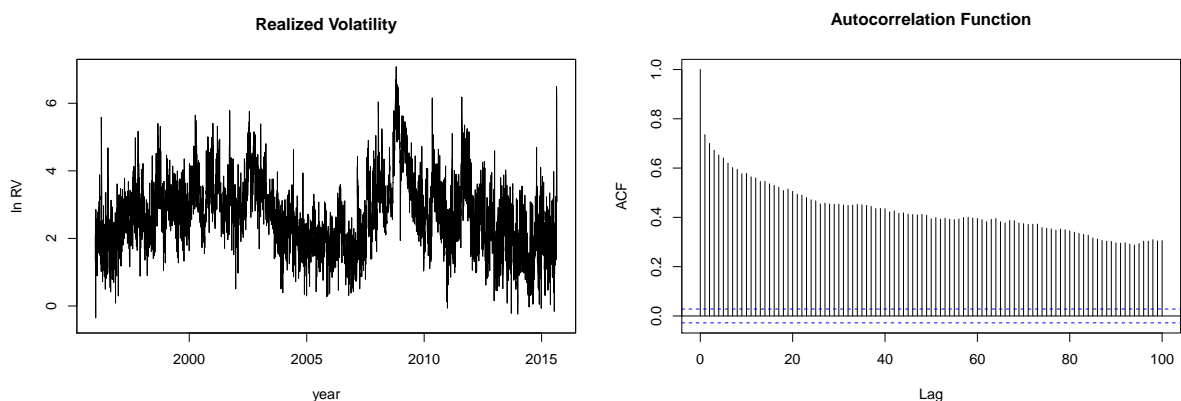 Realized Volatility
ln RV
6
4
2
0
2000 2005 2010 2015
year
Autocorrelation Function
ACF
1.0
0.8
0.6
0.4
0.2
0.0
0 20 40 60 80 100
Lag